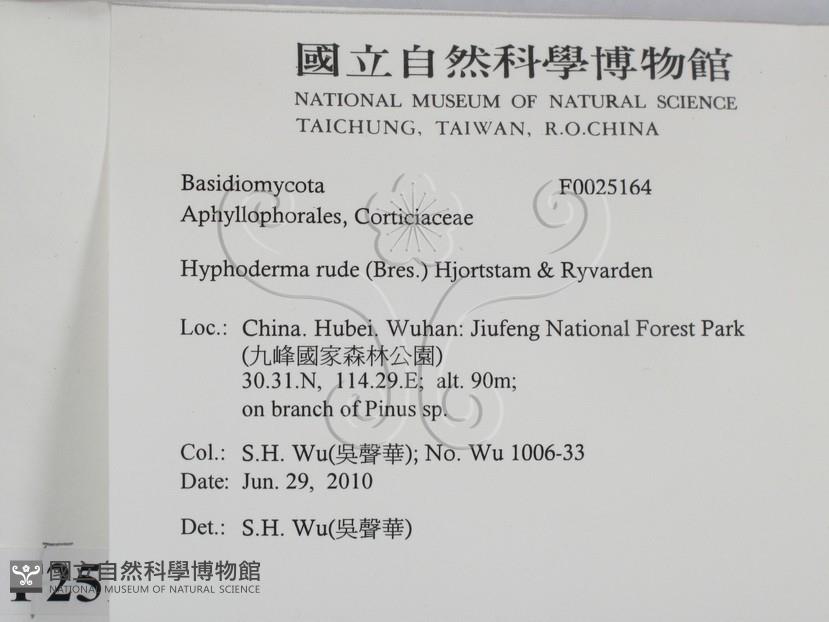 國立自然科學博物館
NATIONAL MUSEUM OF NATURAL SCIENCE
TAICHUNG, TAIWAN, R.O.CHINA
Basidiomycota F0025164
Aphyllophorales, Corticiaceae
Hyphoderma rude (Bres.) Hjortstam & Ryvarden
Loc.: China. Hubei. Wuhan: Jiufeng National Forest Park
(九峰國家森林公園)
30.31.N, 114.29.E; alt. 90m;
on branch of Pinus sp.
Col.: S.H. Wu(吳聲華); No. Wu 1006-33
Date: Jun. 29, 2010
Det.: S.H. Wu(吳聲華)
國立自然科學博物館
NATIONAL MUSEUM OF NATURAL SCIENCE